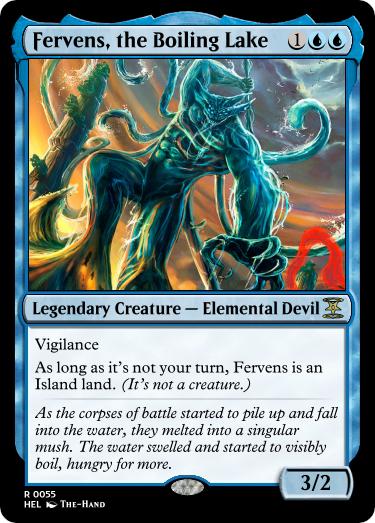 Fervens, the Boiling Lake 1
Legendary Creature — Elemental Devil
Vigilance
As long as it's not your turn, Fervens is an
Island land. (It's not a creature.)
As the corpses of battle started to pile up and fall
into the water, they melted into a singular
mush. The water swelled and started to visibly
boil, hungry for more.
3/2
R 0055
HEL The-Hand